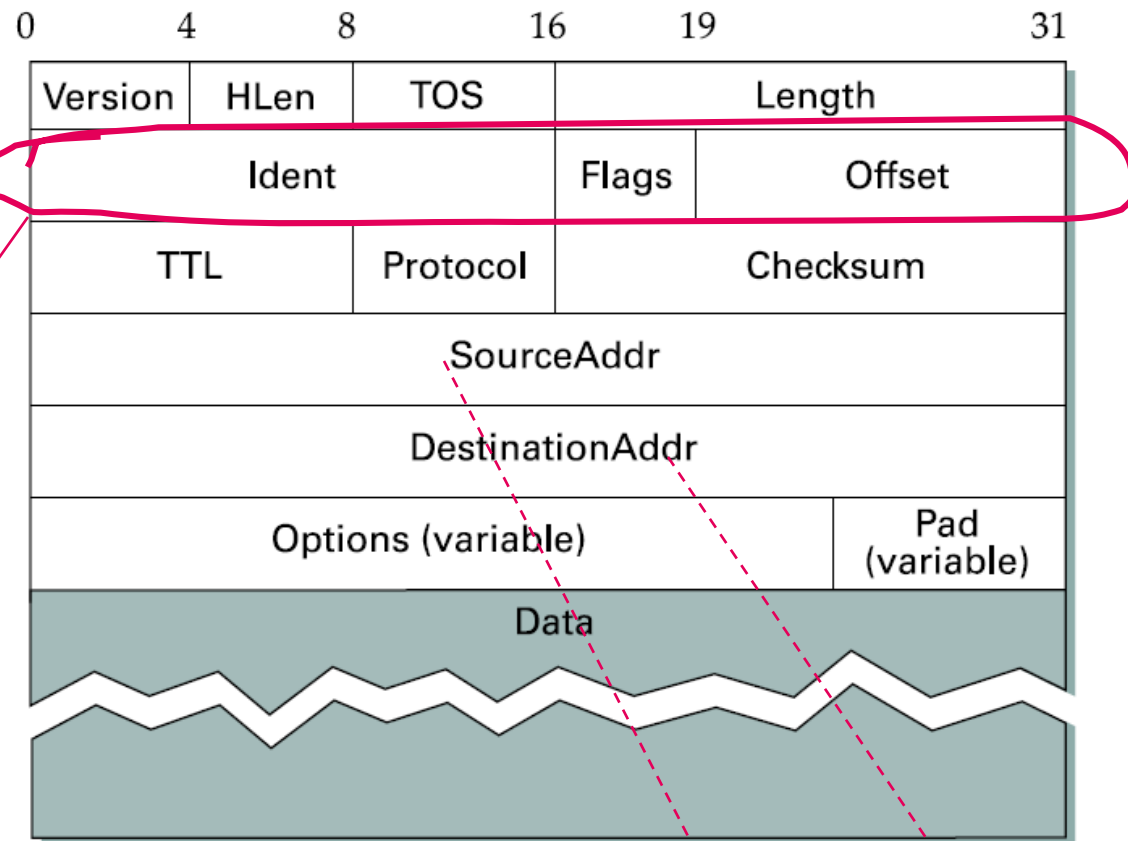 0 4 8 16 19 31
Version HLen TOS Length
Ident Flags Offset
TTL Protocol Checksum
SourceAddr
DestinationAddr
Options (variable) Pad
(variable)
Data